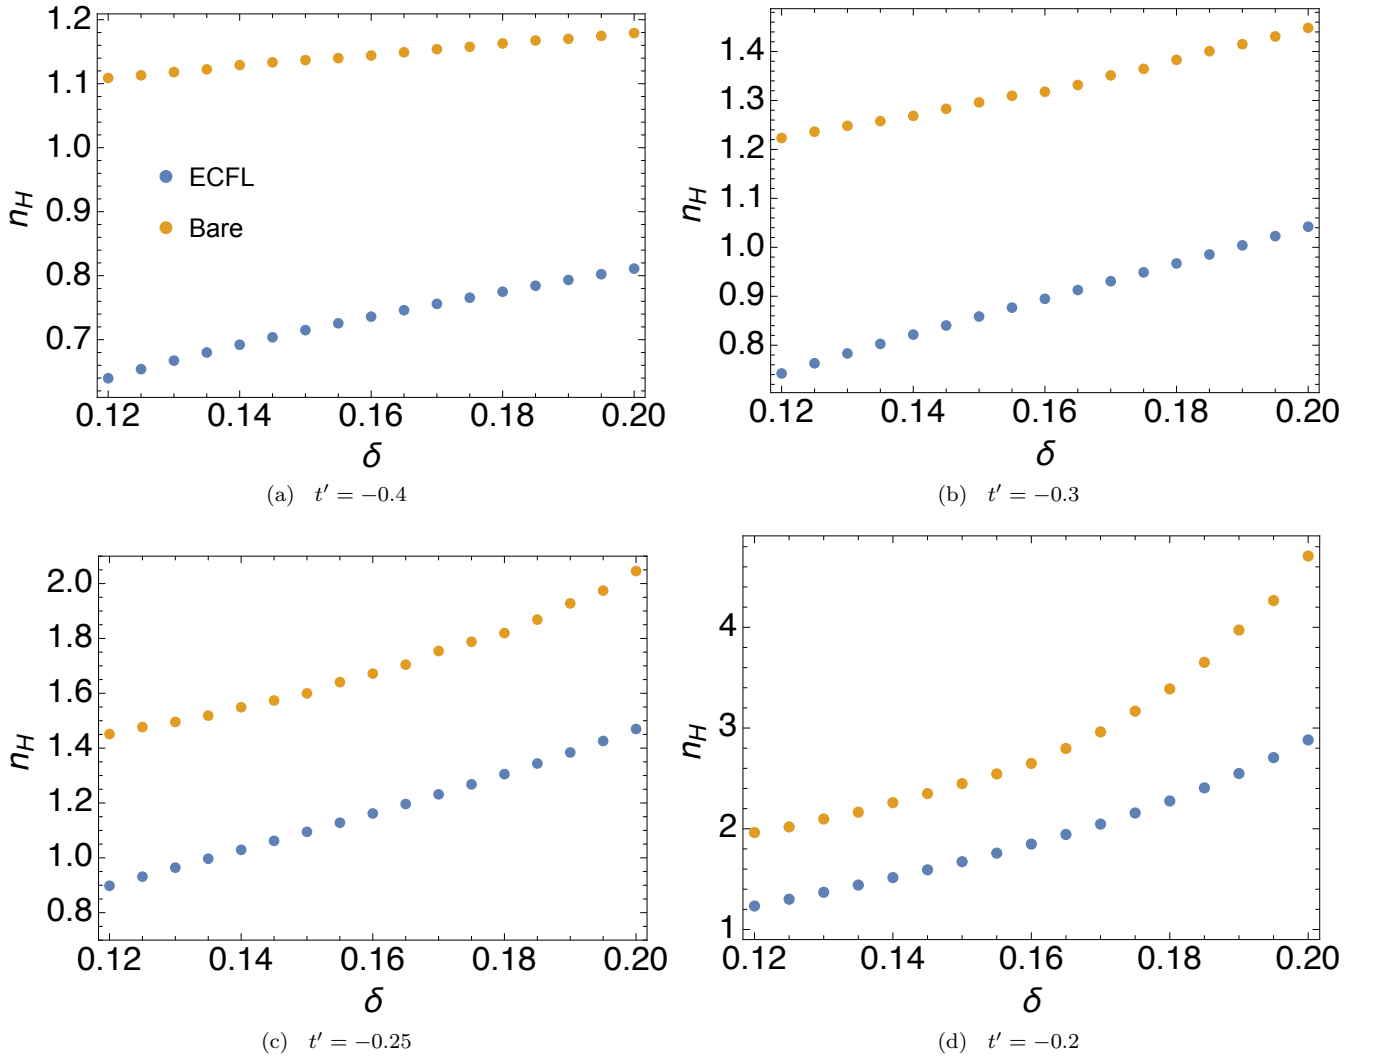 1.2
1.1
1.0
0.9
0.8
0.7
n_H
ECFL
Bare
0.12 0.14 0.16 0.18 0.20
δ
(a) t′ = −0.4
1.4
1.3
1.2
1.1
1.0
0.9
0.8
n_H
0.12 0.14 0.16 0.18 0.20
δ
(b) t′ = −0.3
2.0
1.8
1.6
1.4
1.2
1.0
0.8
n_H
0.12 0.14 0.16 0.18 0.20
δ
(c) t′ = −0.25
4
3
2
1
n_H
0.12 0.14 0.16 0.18 0.20
δ
(d) t′ = −0.2